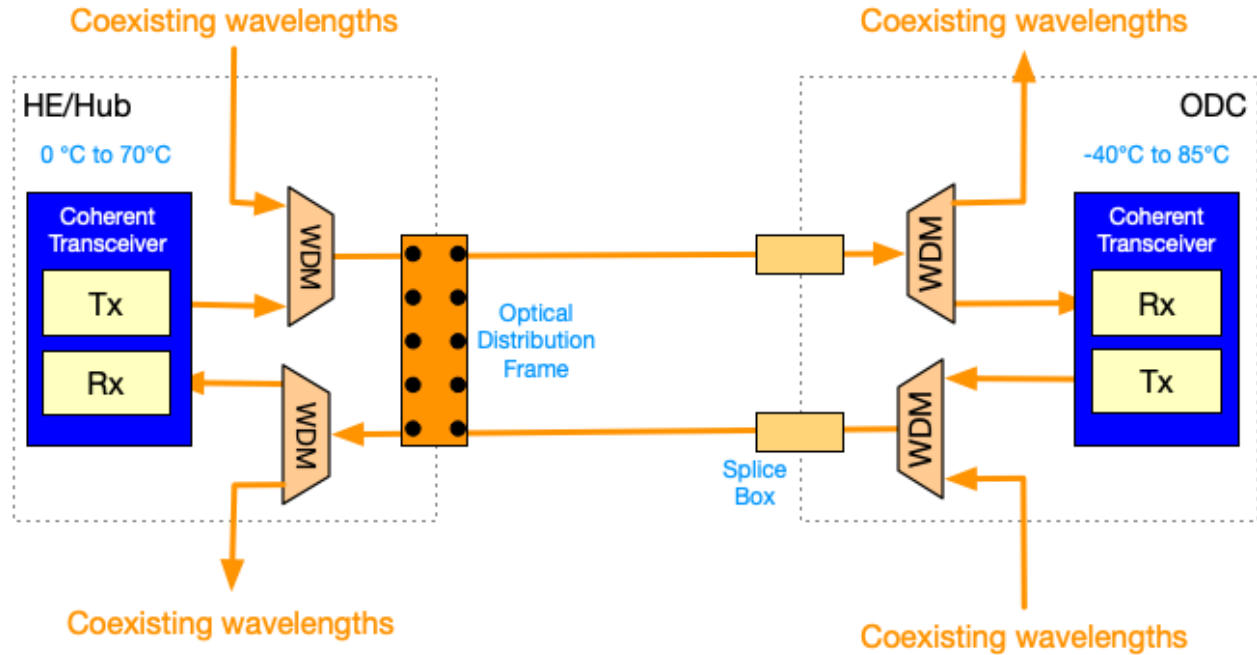 Coexisting wavelengths
Coexisting wavelengths
HE/Hub
ODC
0 °C to 70°C
-40°C to 85°C
Coherent
Transceiver
Tx
Rx
WDM
WDM
Optical
Distribution
Frame
Splice
Box
WDM
WDM
Coherent
Transceiver
Rx
Tx
Coexisting wavelengths
Coexisting wavelengths